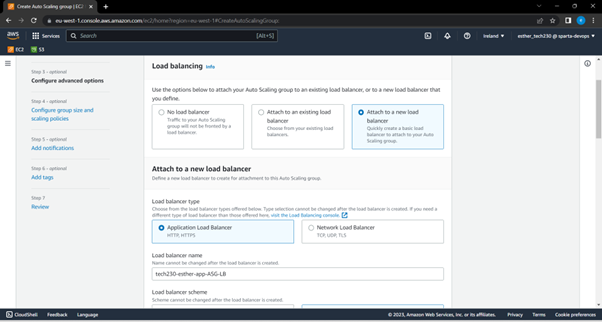 Create Auto Scaling group | EC2
eu-west-1.console.aws.amazon.com/ec2/home?region=eu-west-1#CreateAutoScalingGroup:
aws
Services
Search
[Alt+S]
Ireland
esther_tech230 @ sparta-devops
EC2
S3
Step 3 - optional
Configure advanced options
Step 4 - optional
Configure group size and
scaling policies
Step 5 - optional
Add notifications
Step 6 - optional
Add tags
Step 7
Review
Load balancing Info
Use the options below to attach your Auto Scaling group to an existing load balancer, or to a new load balancer that
you define.
No load balancer
Traffic to your Auto Scaling
group will not be fronted by a
load balancer.
Attach to an existing load
balancer
Choose from your existing load
balancers.
Attach to a new load
balancer
Quickly create a basic load
balancer to attach to your Auto
Scaling group.
Attach to a new load balancer
Define a new load balancer to create for attachment to this Auto Scaling group.
Load balancer type
Choose from the load balancer types offered below. Type selection cannot be changed after the load balancer is created. If you need a
different type of load balancer than those offered here, visit the Load Balancing console.
Application Load Balancer
HTTP, HTTPS
Network Load Balancer
TCP, UDP, TLS
Load balancer name
Name cannot be changed after the load balancer is created.
tech230-esther-app-ASG-LB
Load balancer scheme
Scheme cannot be changed after the load balancer is created.
CloudShell
Feedback
Language
© 2023, Amazon Web Services, Inc. or its affiliates.
Privacy
Terms
Cookie preferences